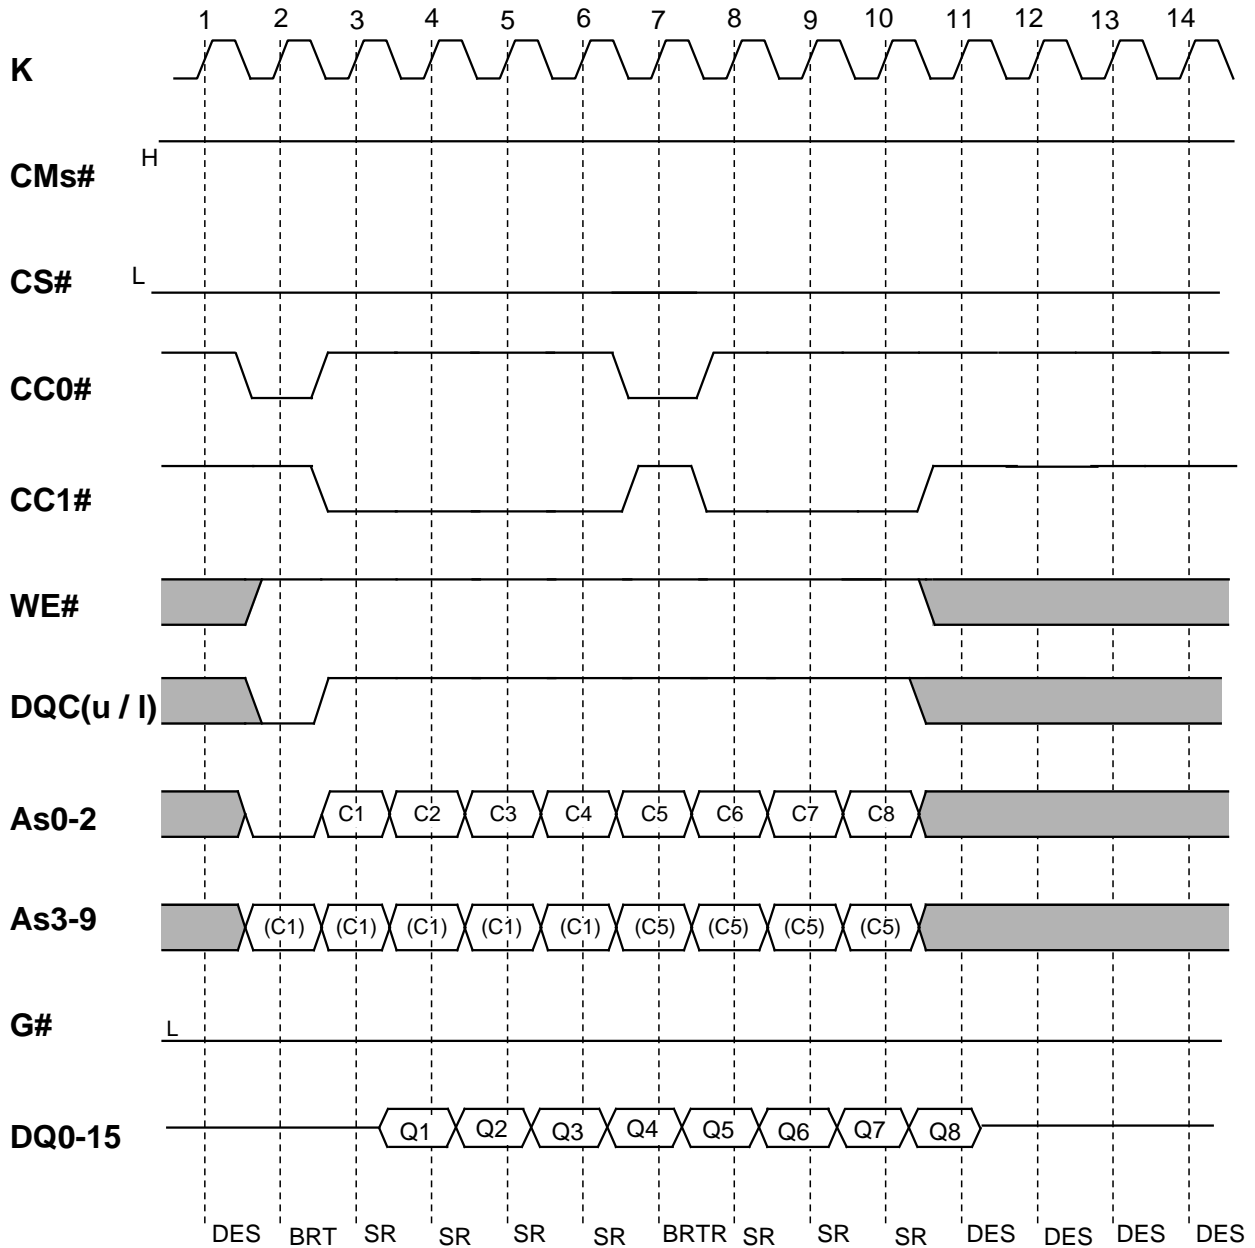 1 2 3 4 5 6 7 8 9 10 11 12 13 14
K
H
CMs#
L
CS#
CC0#
CC1#
WE#
DQC(u / l)
As0-2 C1 C2 C3 C4 C5 C6 C7 C8
As3-9 (C1) (C1) (C1) (C1) (C1) (C5) (C5) (C5) (C5)
G# L
DQ0-15 Q1 Q2 Q3 Q4 Q5 Q6 Q7 Q8
DES BRT SR SR SR SR BRTR SR SR SR DES DES DES DES